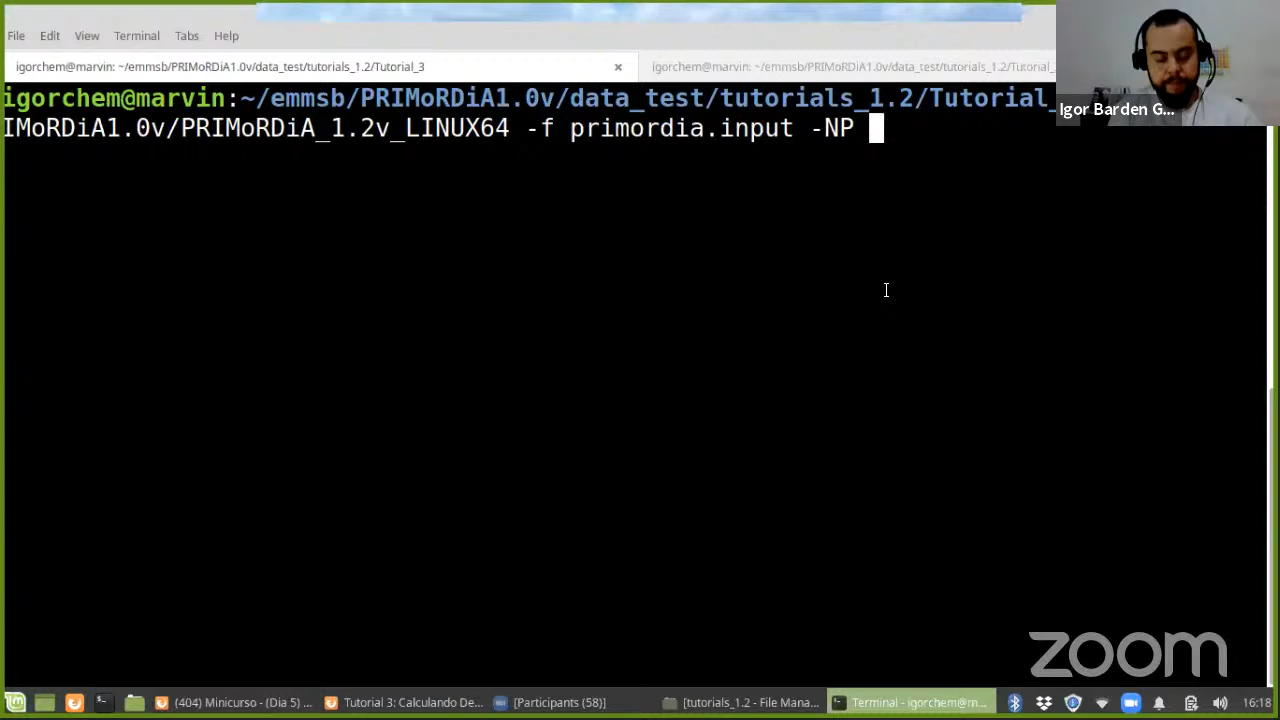 File Edit View Terminal Tabs Help
igorchem@marvin: ~/emmsb/PRIMoRDiA1.0v/data_test/tutorials_1.2/Tutorial_3 ×
igorchem@marvin: ~/emmsb/PRIMoRDiA1.0v/data_test/tutorials_1.2/Tutorial_3
igorchem@marvin:~/emmsb/PRIMoRDiA1.0v/data_test/tutorials_1.2/Tutorial_
Igor Barden G...
IMoRDiA1.0v/PRIMoRDiA_1.2v_LINUX64 -f primordia.input -NP
zoom
(404) Minicurso - (Dia 5) ...
Tutorial 3: Calculando De...
[Participants (58)]
[tutorials_1.2 - File Mana...
Terminal - igorchem@m...
16:18